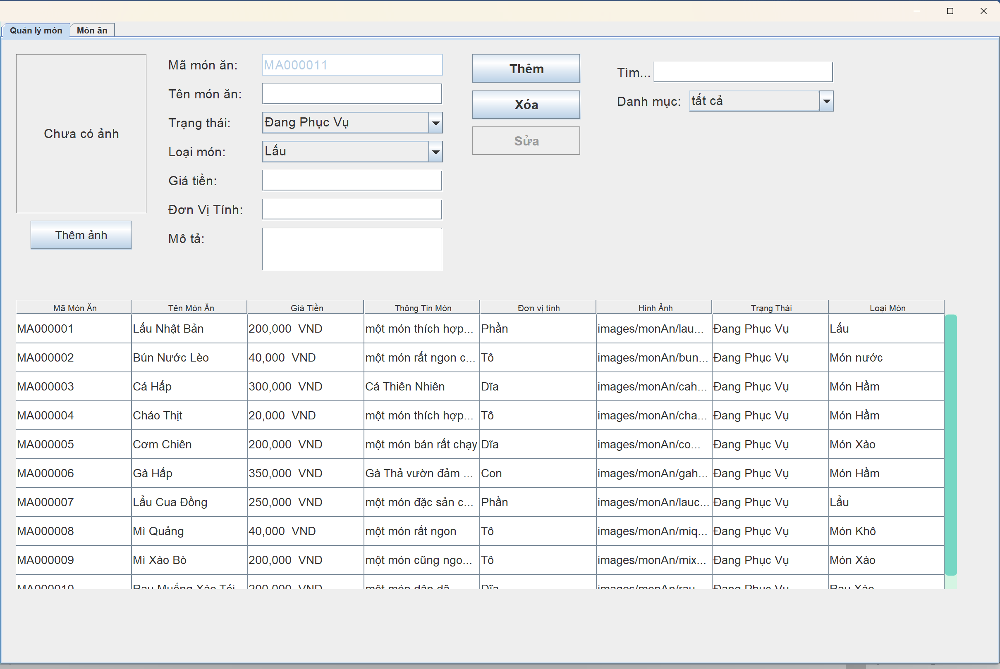 Quản lý món Món ăn
Mã món ăn: MA000011
Tên món ăn:
Trạng thái: Đang Phục Vụ
Loại món: Lẩu
Giá tiền:
Đơn Vị Tính:
Mô tả:
Chưa có ảnh
Thêm ảnh
Thêm
Xóa
Sửa
Tìm...
Danh mục: tất cả
Mã Món Ăn Tên Món Ăn Giá Tiền Thông Tin Món Đơn vị tính Hình Ảnh Trạng Thái Loại Món
MA000001 Lẩu Nhật Bản 200,000 VND một món thích hợp... Phần images/monAn/lau... Đang Phục Vụ Lẩu
MA000002 Bún Nước Lèo 40,000 VND một món rất ngon c... Tô images/monAn/bun... Đang Phục Vụ Món nước
MA000003 Cá Hấp 300,000 VND Cá Thiên Nhiên Dĩa images/monAn/cah... Đang Phục Vụ Món Hầm
MA000004 Cháo Thịt 20,000 VND một món thích hợp... Tô images/monAn/cha... Đang Phục Vụ Món Hầm
MA000005 Cơm Chiên 200,000 VND một món bán rất chạy Dĩa images/monAn/co... Đang Phục Vụ Món Xào
MA000006 Gà Hấp 350,000 VND Gà Thả vườn đảm ... Con images/monAn/gah... Đang Phục Vụ Món Hầm
MA000007 Lẩu Cua Đồng 250,000 VND một món đặc sản c... Phần images/monAn/lauc... Đang Phục Vụ Lẩu
MA000008 Mì Quảng 40,000 VND một món rất ngon Tô images/monAn/miq... Đang Phục Vụ Món Khô
MA000009 Mì Xào Bò 200,000 VND một món cũng ngo... Tô images/monAn/mix... Đang Phục Vụ Món Xào
MA000010 Rau Muống Xào Tỏi 200,000 VND một món dân dã Dĩa images/monAn/rau... Đang Phục Vụ Rau Xào